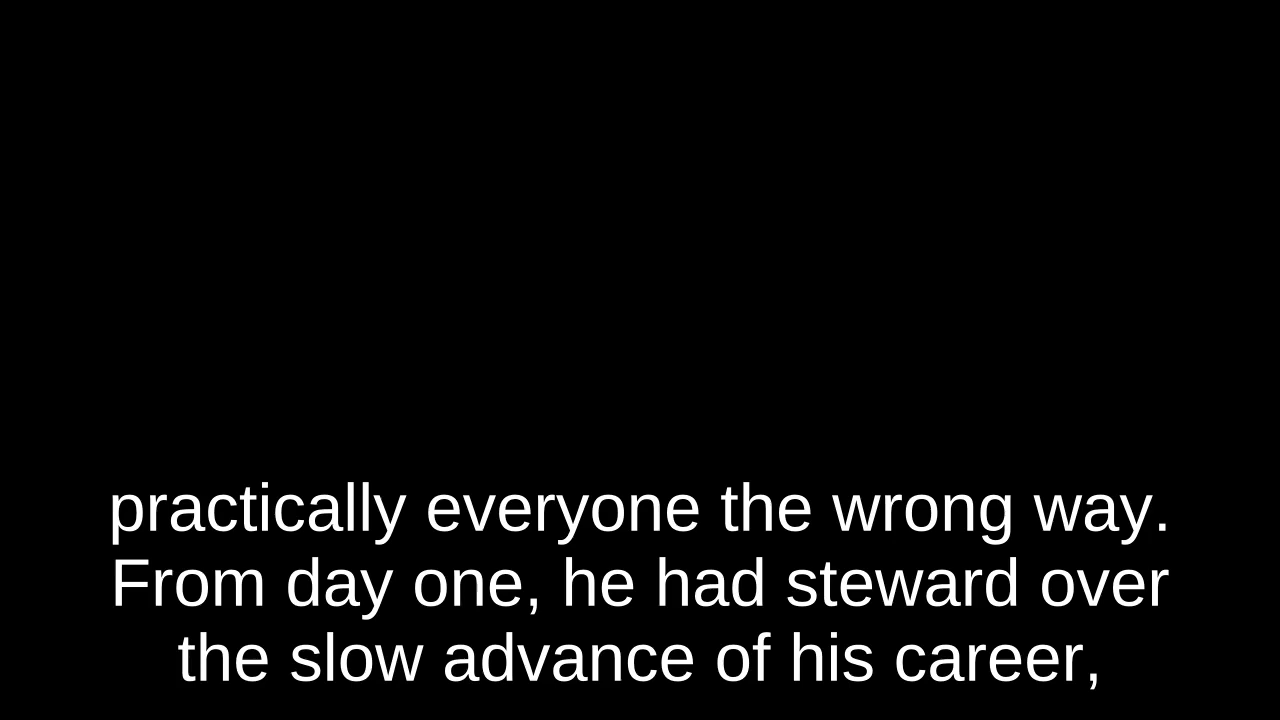 practically everyone the wrong way.
From day one, he had steward over
the slow advance of his career,